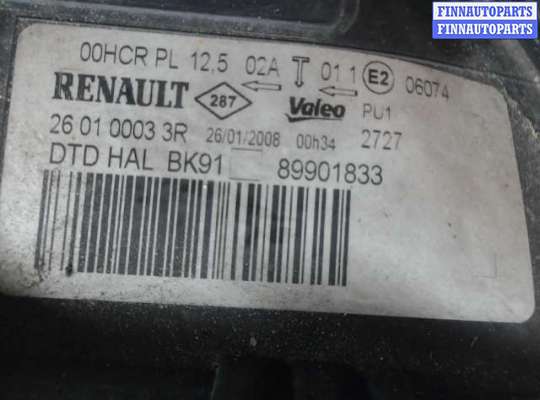 FINNAUTOPARTS
FINNAUTOPARTS
00HCR PL 12,5 02A 01 1 E2 06074
RENAULT 287 Valeo PU1
26 01 0003 3R 26/01/2008 00h34 2727
DTD HAL BK91 89901833